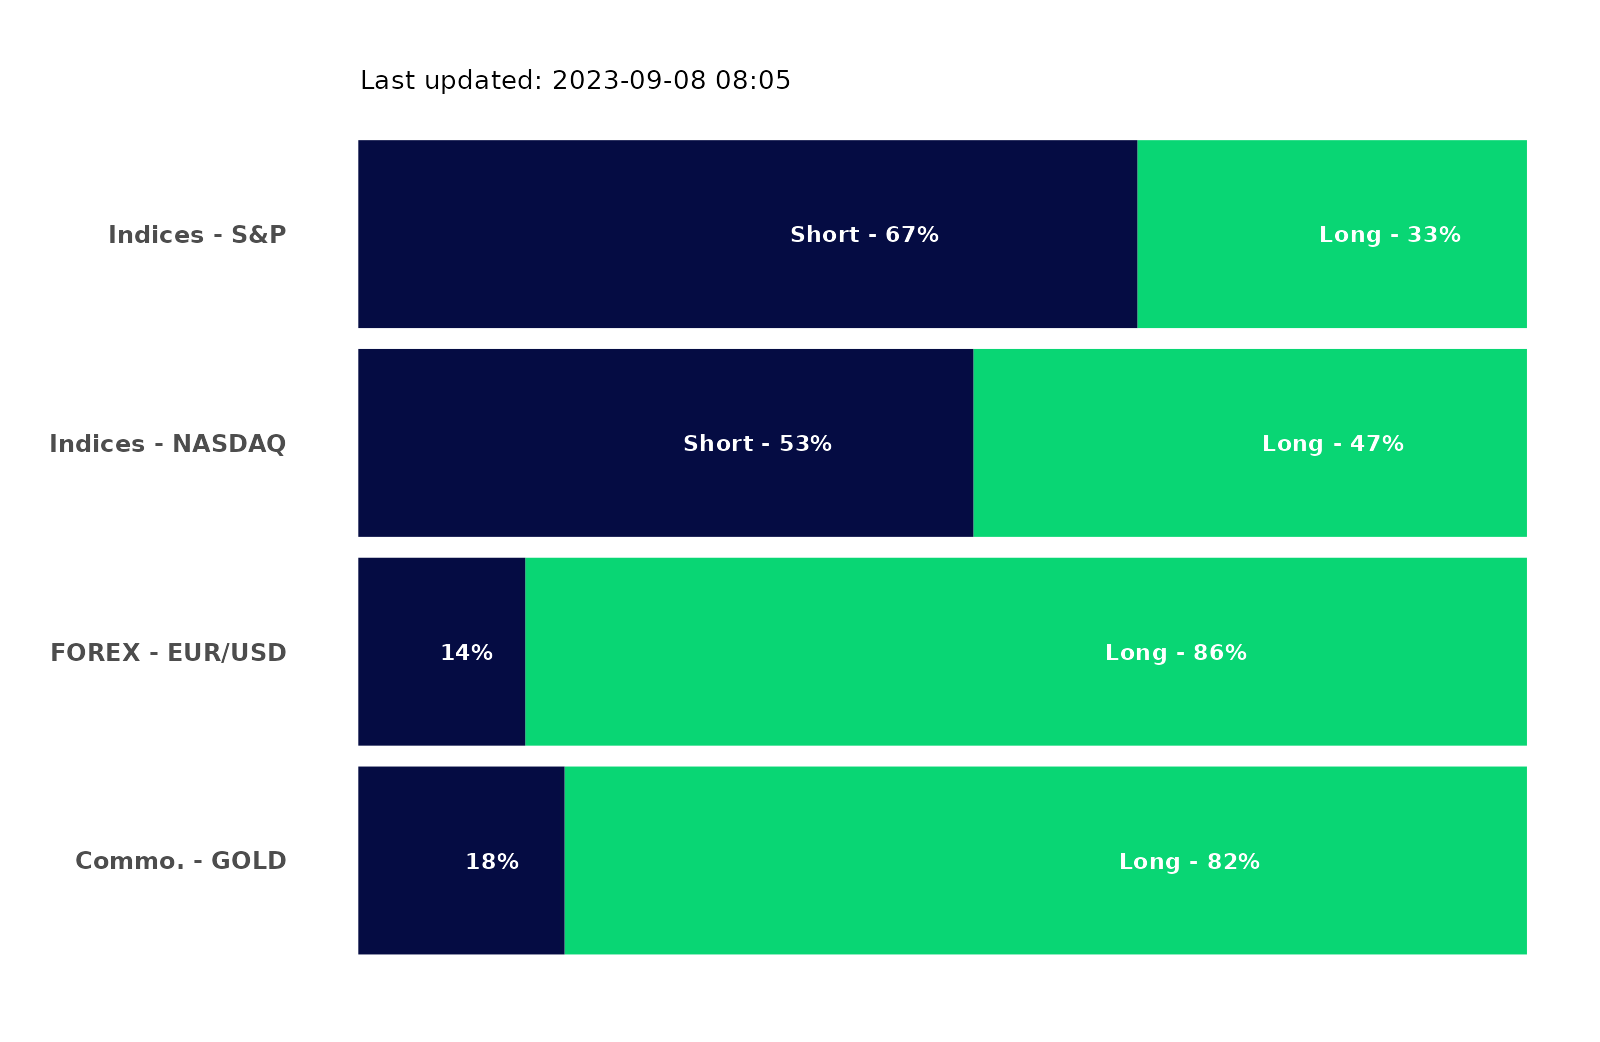 Last updated: 2023-09-08 08:05
Indices - S&P
Short - 67%
Long - 33%
Indices - NASDAQ
Short - 53%
Long - 47%
FOREX - EUR/USD
14%
Long - 86%
Commo. - GOLD
18%
Long - 82%